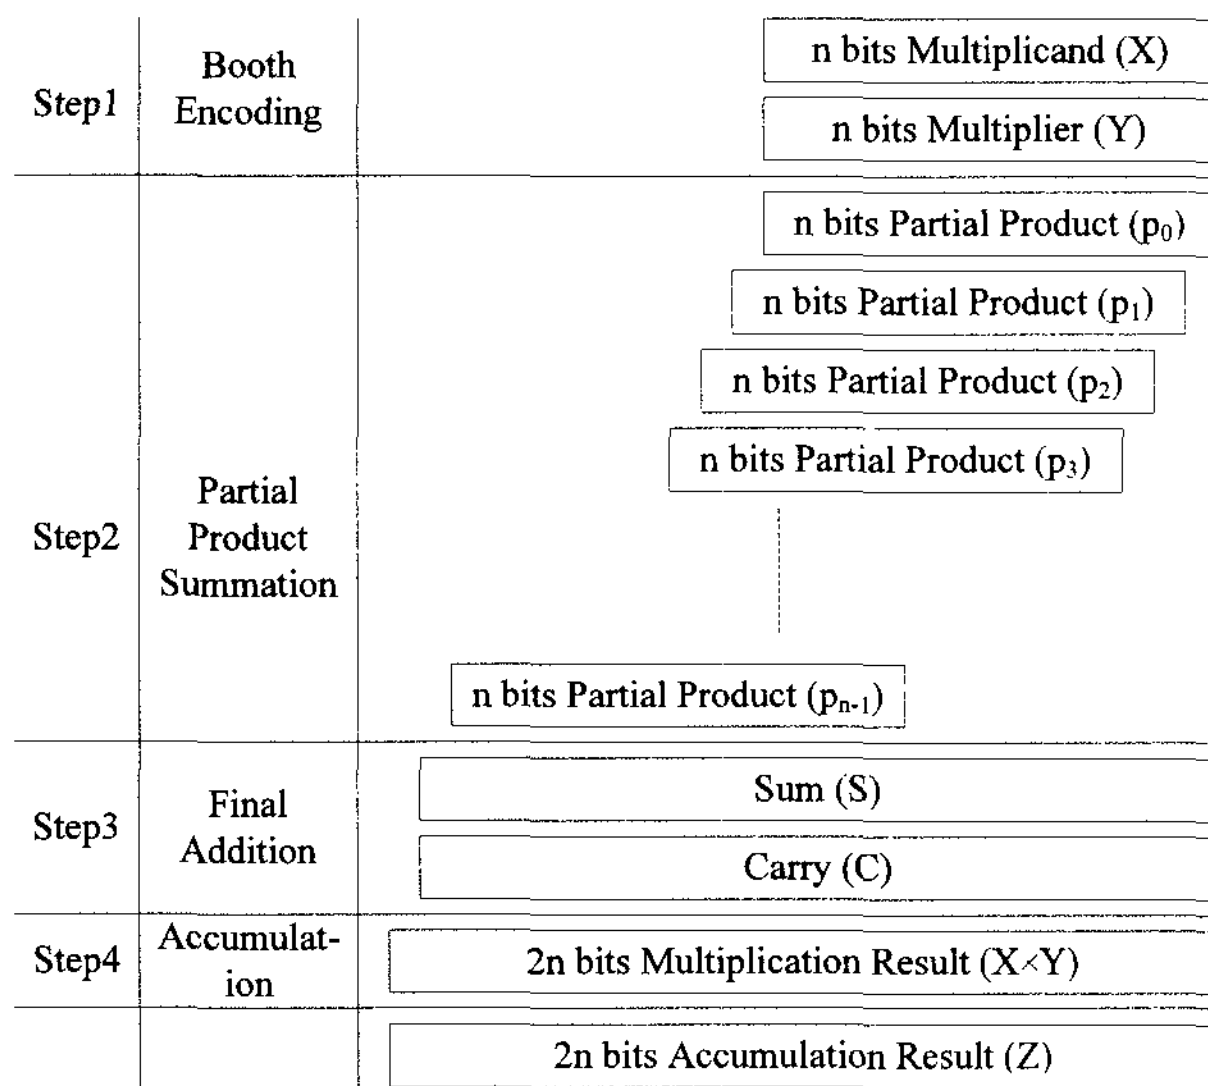 n bits Multiplicand (X)
Step1
Booth
Encoding
n bits Multiplier (Y)
n bits Partial Product (p₀)
n bits Partial Product (p₁)
n bits Partial Product (p₂)
n bits Partial Product (p₃)
Step2
Partial
Product
Summation
n bits Partial Product (pₙ₋₁)
Step3
Final
Addition
Sum (S)
Carry (C)
Step4
Accumulat-
ion
2n bits Multiplication Result (X×Y)
2n bits Accumulation Result (Z)